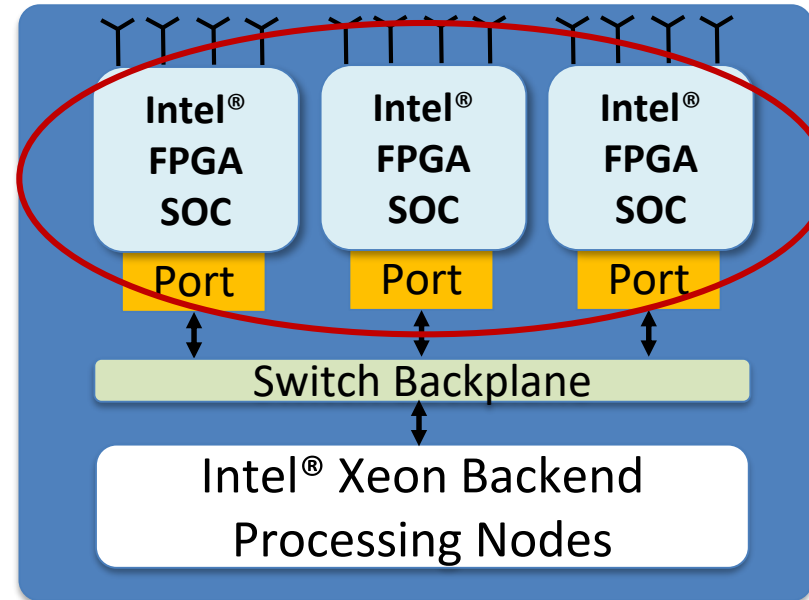 Intel®
FPGA
SOC
Intel®
FPGA
SOC
Intel®
FPGA
SOC
Port
Port
Port
Switch Backplane
Intel® Xeon Backend
Processing Nodes